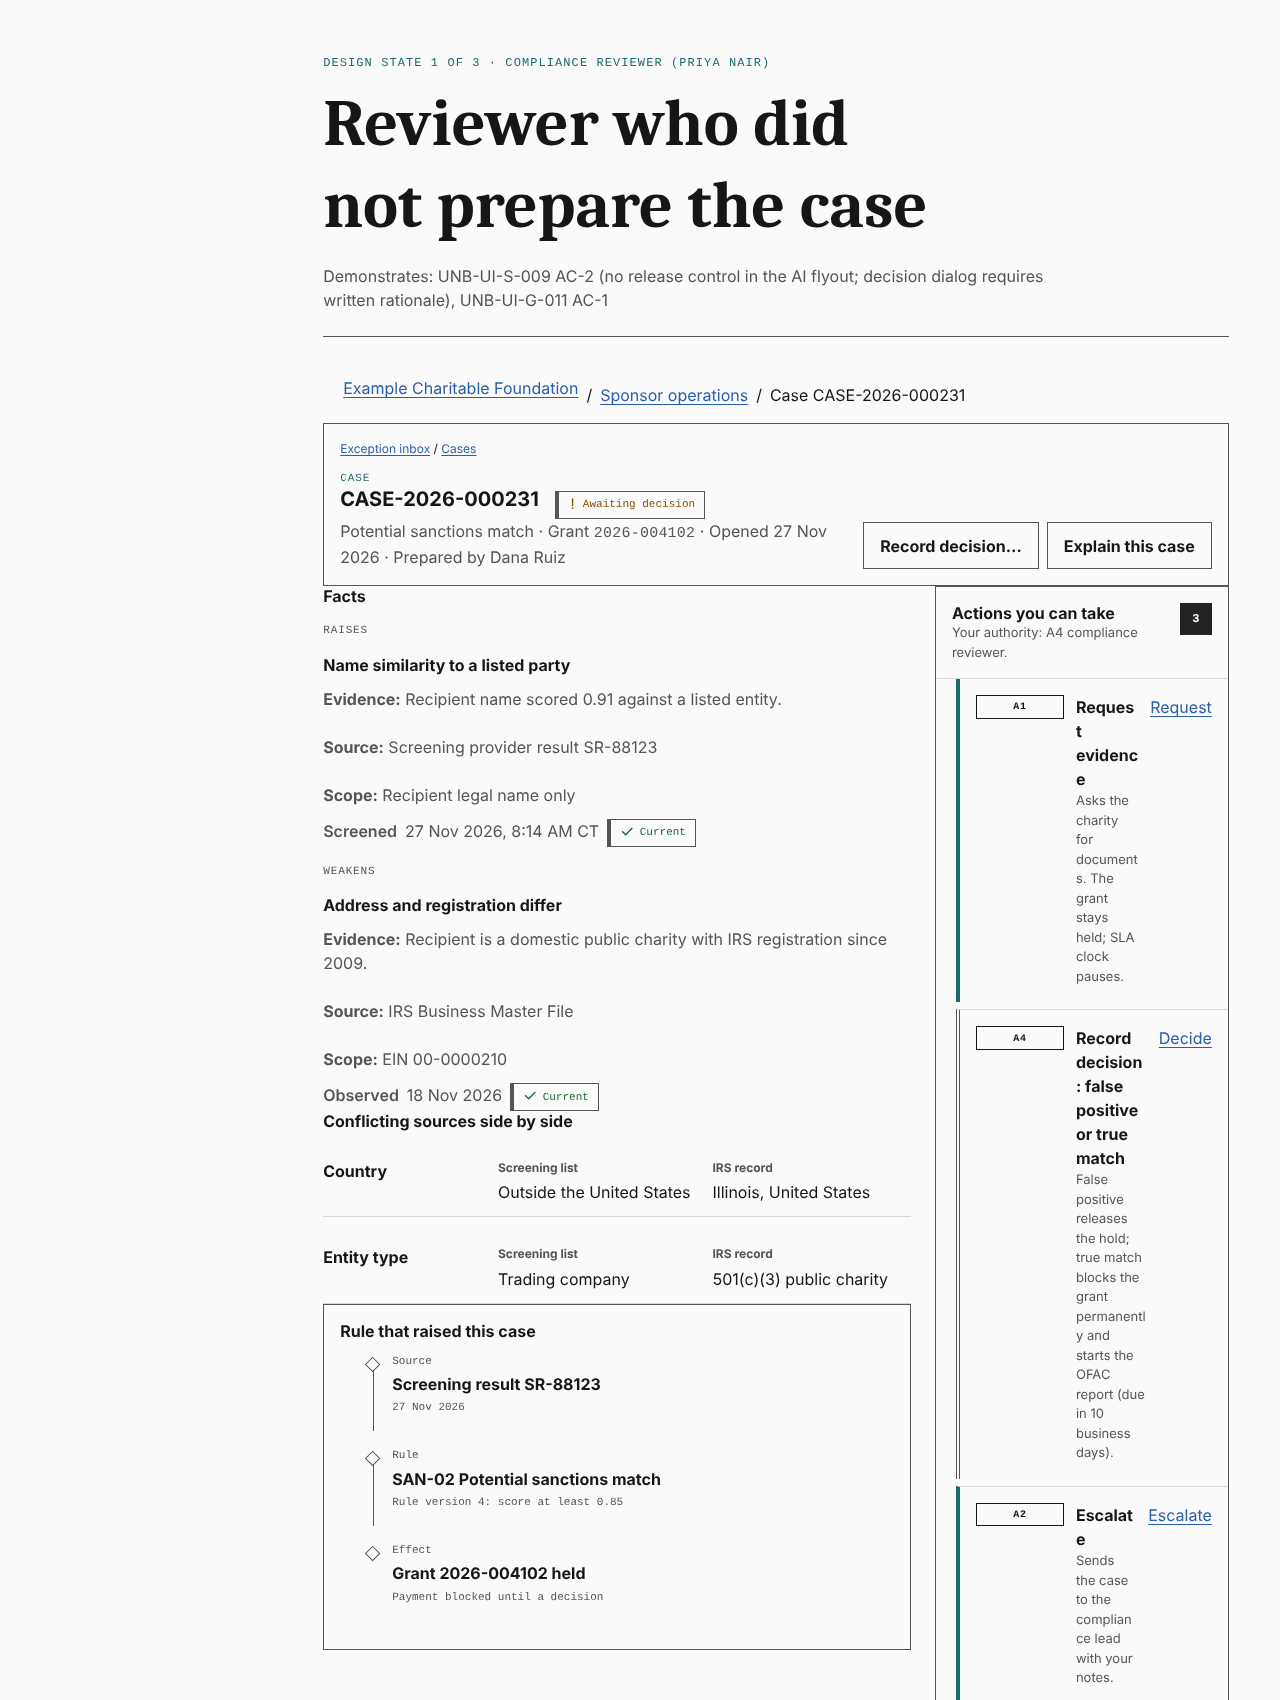 DESIGN STATE 1 OF 3 · COMPLIANCE REVIEWER (PRIYA NAIR)
Reviewer who did
not prepare the case
Demonstrates: UNB-UI-S-009 AC-2 (no release control in the AI flyout; decision dialog requires
written rationale), UNB-UI-G-011 AC-1
Example Charitable Foundation / Sponsor operations / Case CASE-2026-000231
Exception inbox / Cases
CASE
CASE-2026-000231
! Awaiting decision
Potential sanctions match · Grant 2026-004102 · Opened 27 Nov
2026 · Prepared by Dana Ruiz
Record decision...
Explain this case
Facts
RAISES
Name similarity to a listed party
Evidence: Recipient name scored 0.91 against a listed entity.
Source: Screening provider result SR-88123
Scope: Recipient legal name only
Screened 27 Nov 2026, 8:14 AM CT
Current
WEAKENS
Address and registration differ
Evidence: Recipient is a domestic public charity with IRS registration since
2009.
Source: IRS Business Master File
Scope: EIN 00-0000210
Observed 18 Nov 2026
Current
Conflicting sources side by side
Country
Screening list
Outside the United States
IRS record
Illinois, United States
Entity type
Screening list
Trading company
IRS record
501(c)(3) public charity
Rule that raised this case
Source
Screening result SR-88123
27 Nov 2026
Rule
SAN-02 Potential sanctions match
Rule version 4: score at least 0.85
Effect
Grant 2026-004102 held
Payment blocked until a decision
Actions you can take
3
Your authority: A4 compliance
reviewer.
A1
Reques
t
evidenc
e
Request
Asks the
charity
for
document
s. The
grant
stays
held; SLA
clock
pauses.
A4
Record
decision
: false
positive
or true
match
Decide
False
positive
releases
the hold;
true match
blocks the
grant
permanentl
y and
starts the
OFAC
report (due
in 10
business
days).
A2
Escalat
e
Escalate
Sends
the case
to the
complian
ce lead
with your
notes.